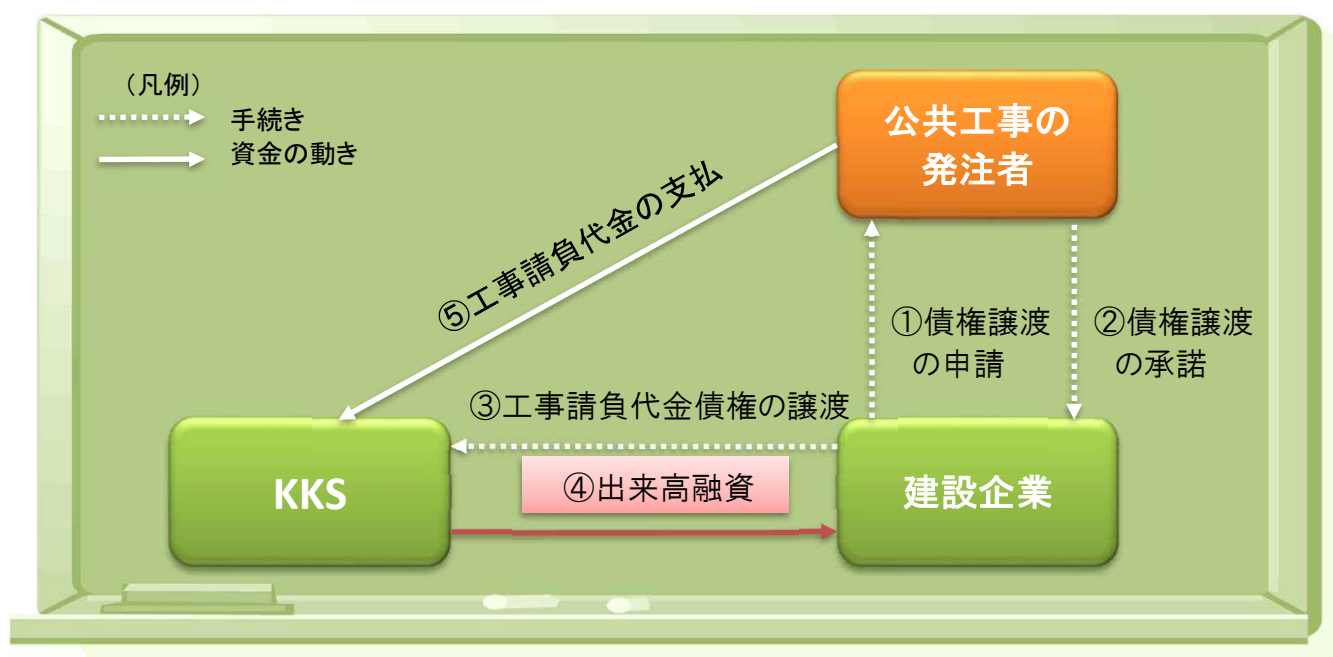 （凡例）
手続き
資金の動き
公共工事の
発注者
⑤工事請負代金の支払
①債権譲渡
の申請
②債権譲渡
の承諾
③工事請負代金債権の譲渡
KKS
④出来高融資
建設企業